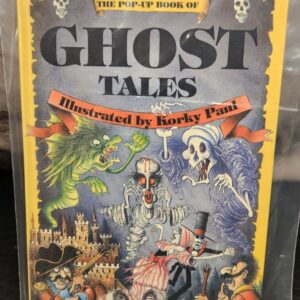 THE POP-UP BOOK OF
GHOST
TALES
Illustrated by Korky Paul